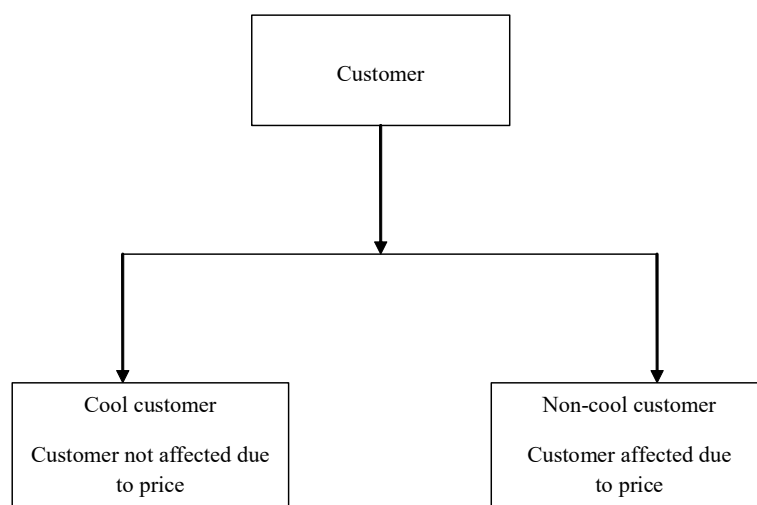 Customer
Cool customer
Customer not affected due
to price
Non-cool customer
Customer affected due
to price